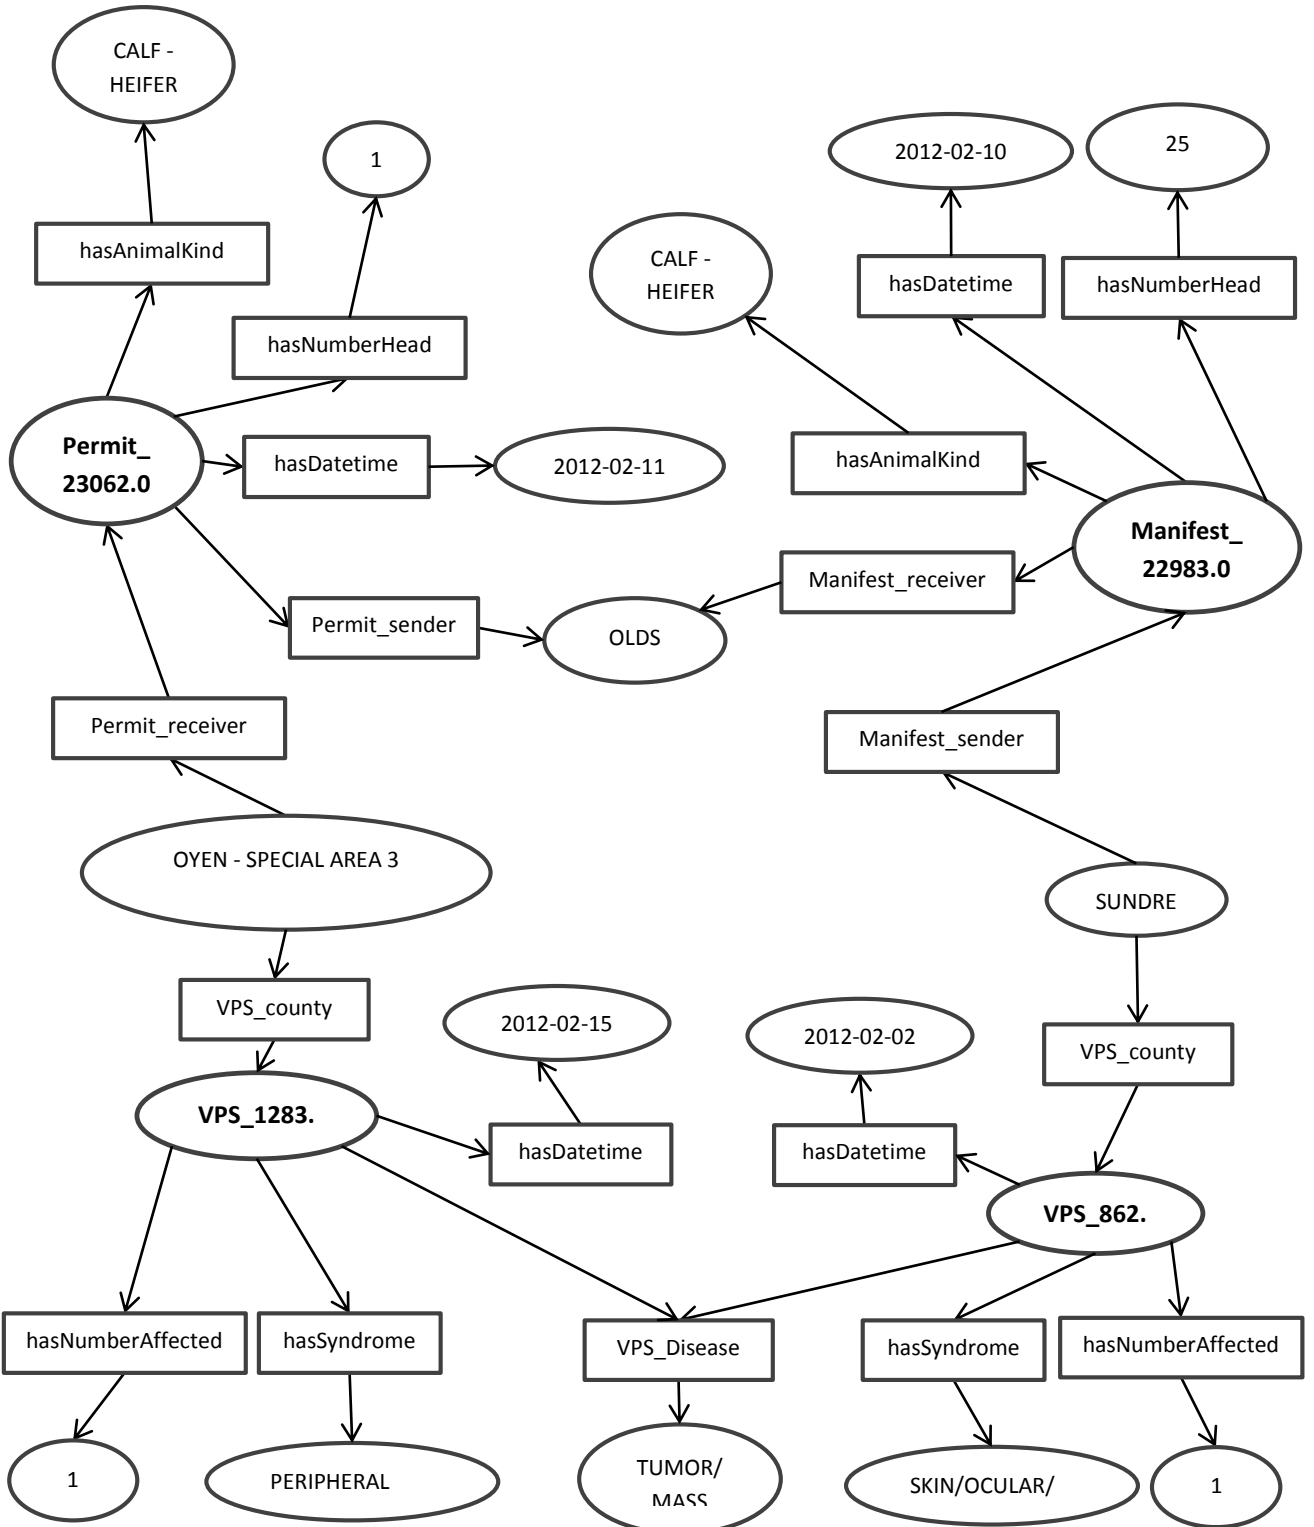 CALF -
HEIFER
1
2012-02-10
25
hasAnimalKind
CALF -
HEIFER
hasDatetime
hasNumberHead
hasNumberHead
Permit_
23062.0
hasDatetime
2012-02-11
hasAnimalKind
Manifest_
22983.0
Manifest_receiver
Permit_sender
OLDS
Permit_receiver
Manifest_sender
OYEN - SPECIAL AREA 3
SUNDRE
VPS_county
2012-02-15
2012-02-02
VPS_county
VPS_1283.
hasDatetime
hasDatetime
VPS_862.
hasNumberAffected
hasSyndrome
VPS_Disease
hasSyndrome
hasNumberAffected
1
PERIPHERAL
TUMOR/
MASS
SKIN/OCULAR/
1